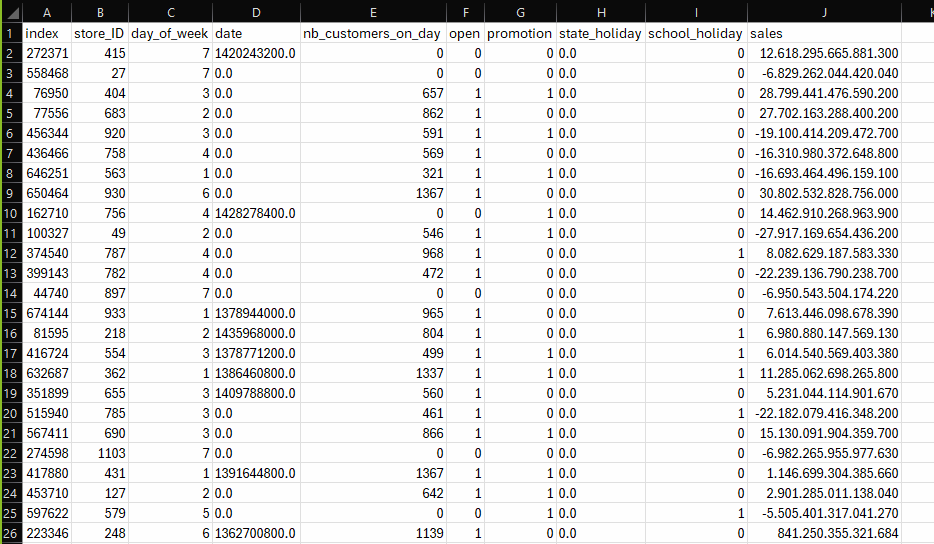 A B C D E F G H I J K
1 index store_ID day_of_week date nb_customers_on_day open promotion state_holiday school_holiday sales
2 272371 415 7 1420243200.0 0 0 0 0.0 0 12.618.295.665.881.300
3 558468 27 7 0.0 0 0 0 0.0 0 -6.829.262.044.420.040
4 76950 404 3 0.0 657 1 1 0.0 0 28.799.441.476.590.200
5 77556 683 2 0.0 862 1 0 0.0 0 27.702.163.288.400.200
6 456344 920 3 0.0 591 1 1 0.0 0 -19.100.414.209.472.700
7 436466 758 4 0.0 569 1 0 0.0 0 -16.310.980.372.648.800
8 646251 563 1 0.0 321 1 1 0.0 0 -16.693.464.496.159.100
9 650464 930 6 0.0 1367 1 0 0.0 0 30.802.532.828.756.000
10 162710 756 4 1428278400.0 0 0 1 0.0 0 14.462.910.268.963.900
11 100327 49 2 0.0 546 1 1 0.0 0 -27.917.169.654.436.200
12 374540 787 4 0.0 968 1 0 0.0 1 8.082.629.187.583.330
13 399143 782 4 0.0 472 1 1 0.0 0 -22.239.136.790.238.700
14 44740 897 7 0.0 0 0 0 0.0 0 -6.950.543.504.174.220
15 674144 933 1 1378944000.0 965 1 1 0.0 0 7.613.446.098.678.390
16 81595 218 2 1435968000.0 804 1 1 0.0 1 6.980.880.147.569.130
17 416724 554 3 1378771200.0 499 1 1 0.0 1 6.014.540.569.403.380
18 632687 362 1 1386460800.0 1337 1 1 0.0 1 11.285.062.698.265.800
19 351899 655 3 1409788800.0 560 1 1 0.0 0 5.231.044.114.901.670
20 515940 785 3 0.0 461 1 0 0.0 1 -22.182.079.416.348.200
21 567411 690 3 0.0 866 1 1 0.0 0 15.130.091.904.359.700
22 274598 1103 7 0.0 0 0 0 0.0 0 -6.982.265.955.977.630
23 417880 431 1 1391644800.0 1367 1 1 0.0 0 1.146.699.304.385.660
24 453710 127 2 0.0 642 1 1 0.0 0 2.901.285.011.138.040
25 597622 579 5 0.0 0 0 1 0.0 1 -5.505.401.317.041.270
26 223346 248 6 1362700800.0 1139 1 0 0.0 0 841.250.355.321.684